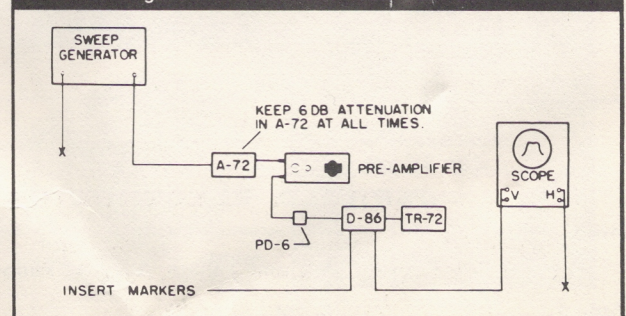 SWEEP
GENERATOR
X
KEEP 6 DB ATTENUATION
IN A-72 AT ALL TIMES.
A-72
PRE-AMPLIFIER
SCOPE
V H
PD-6
D-86
TR-72
INSERT MARKERS
X